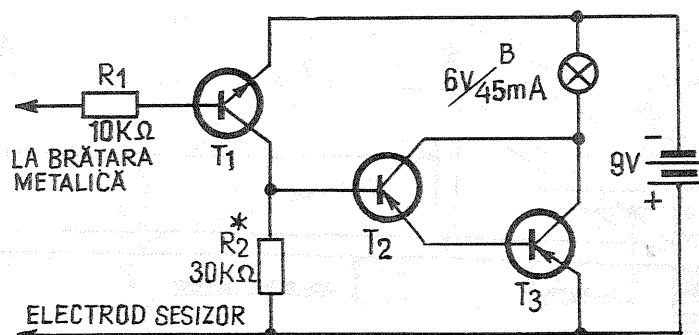 B
6V/45mA
R1
10KΩ
T1
LA BRĂTARA
METALICĂ
T2
9V
−
+
R2*
30KΩ
T3
ELECTROD SESIZOR